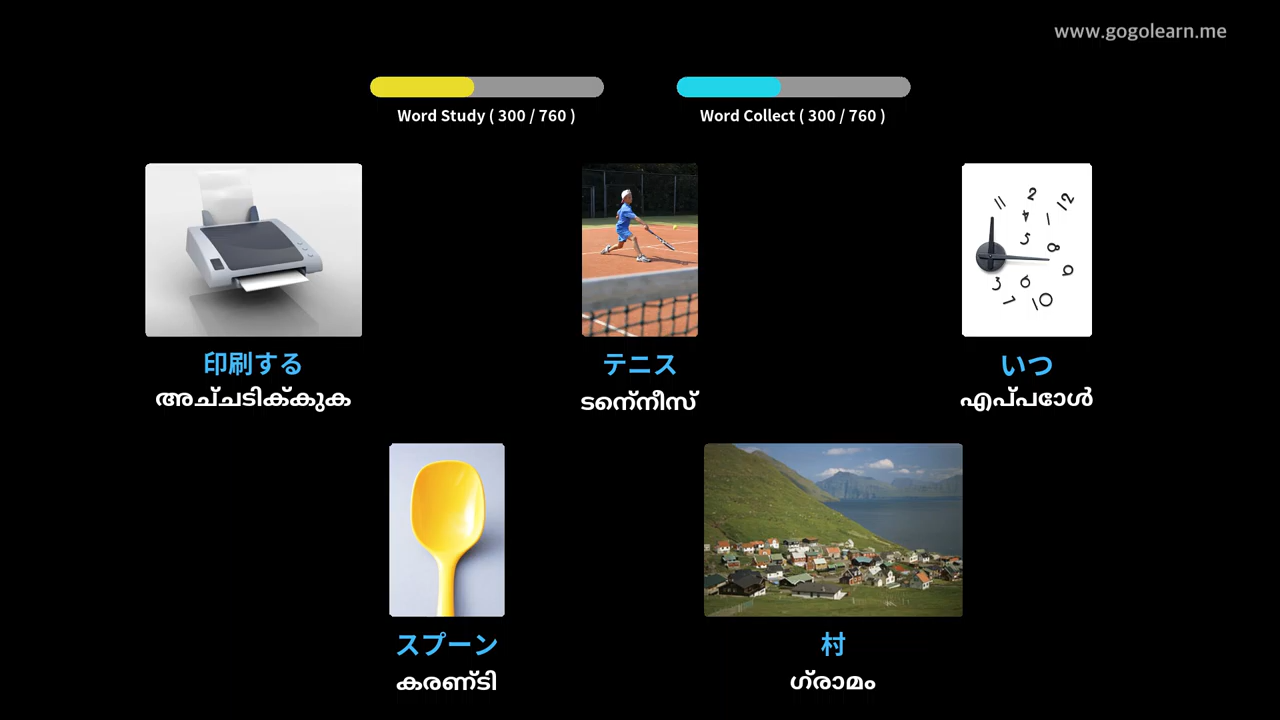 www.gogolearn.me
Word Study ( 300 / 760 )
Word Collect ( 300 / 760 )
印刷する
അച്ചടിക്കുക
テニス
ടെന്നീസ്
いつ
എപ്പോൾ
スプーン
കരണ്ടി
村
ഗ്രാമം